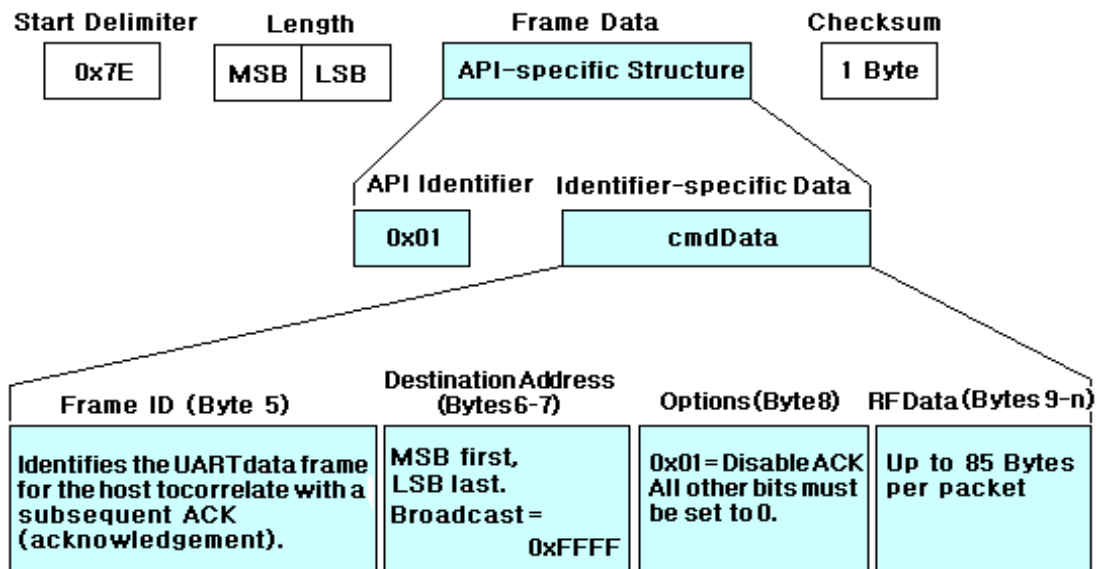 Start Delimiter
Length
Frame Data
Checksum
0x7E
MSB
LSB
API-specific Structure
1 Byte
API Identifier
Identifier-specific Data
0x01
cmdData
Frame ID (Byte 5)
Destination Address
(Bytes 6-7)
Options (Byte 8)
RF Data (Bytes 9-n)
Identifies the UART data frame
for the host tocorrelate with a
subsequent ACK
(acknowledgement).
MSB first,
LSB last.
Broadcast =
0xFFFF
0x01 = Disable ACK
All other bits must
be set to 0.
Up to 85 Bytes
per packet